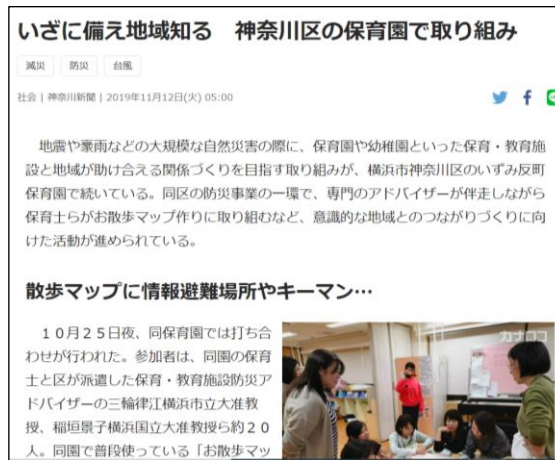 いざに備え地域知る　神奈川区の保育園で取り組み
減災　防災　台風
社会 | 神奈川新聞 | 2019年11月12日(火) 05:00
　地震や豪雨などの大規模な自然災害の際に、保育園や幼稚園といった保育・教育施
設と地域が助け合える関係づくりを目指す取り組みが、横浜市神奈川区のいずみ反町
保育園で続いている。同区の防災事業の一環で、専門のアドバイザーが伴走しながら
保育士らがお散歩マップ作りに取り組むなど、意識的な地域とのつながりづくりに向
けた活動が進められている。
散歩マップに情報避難場所やキーマン…
　１０月２５日夜、同保育園では打ち合
わせが行われた。参加者は、同園の保育
士と区が派遣した保育・教育施設防災ア
ドバイザーの三輪律江横浜市立大准教
授、稲垣景子横浜国立大准教授ら約２０
人。同園で普段使っている「お散歩マッ
カナロコ